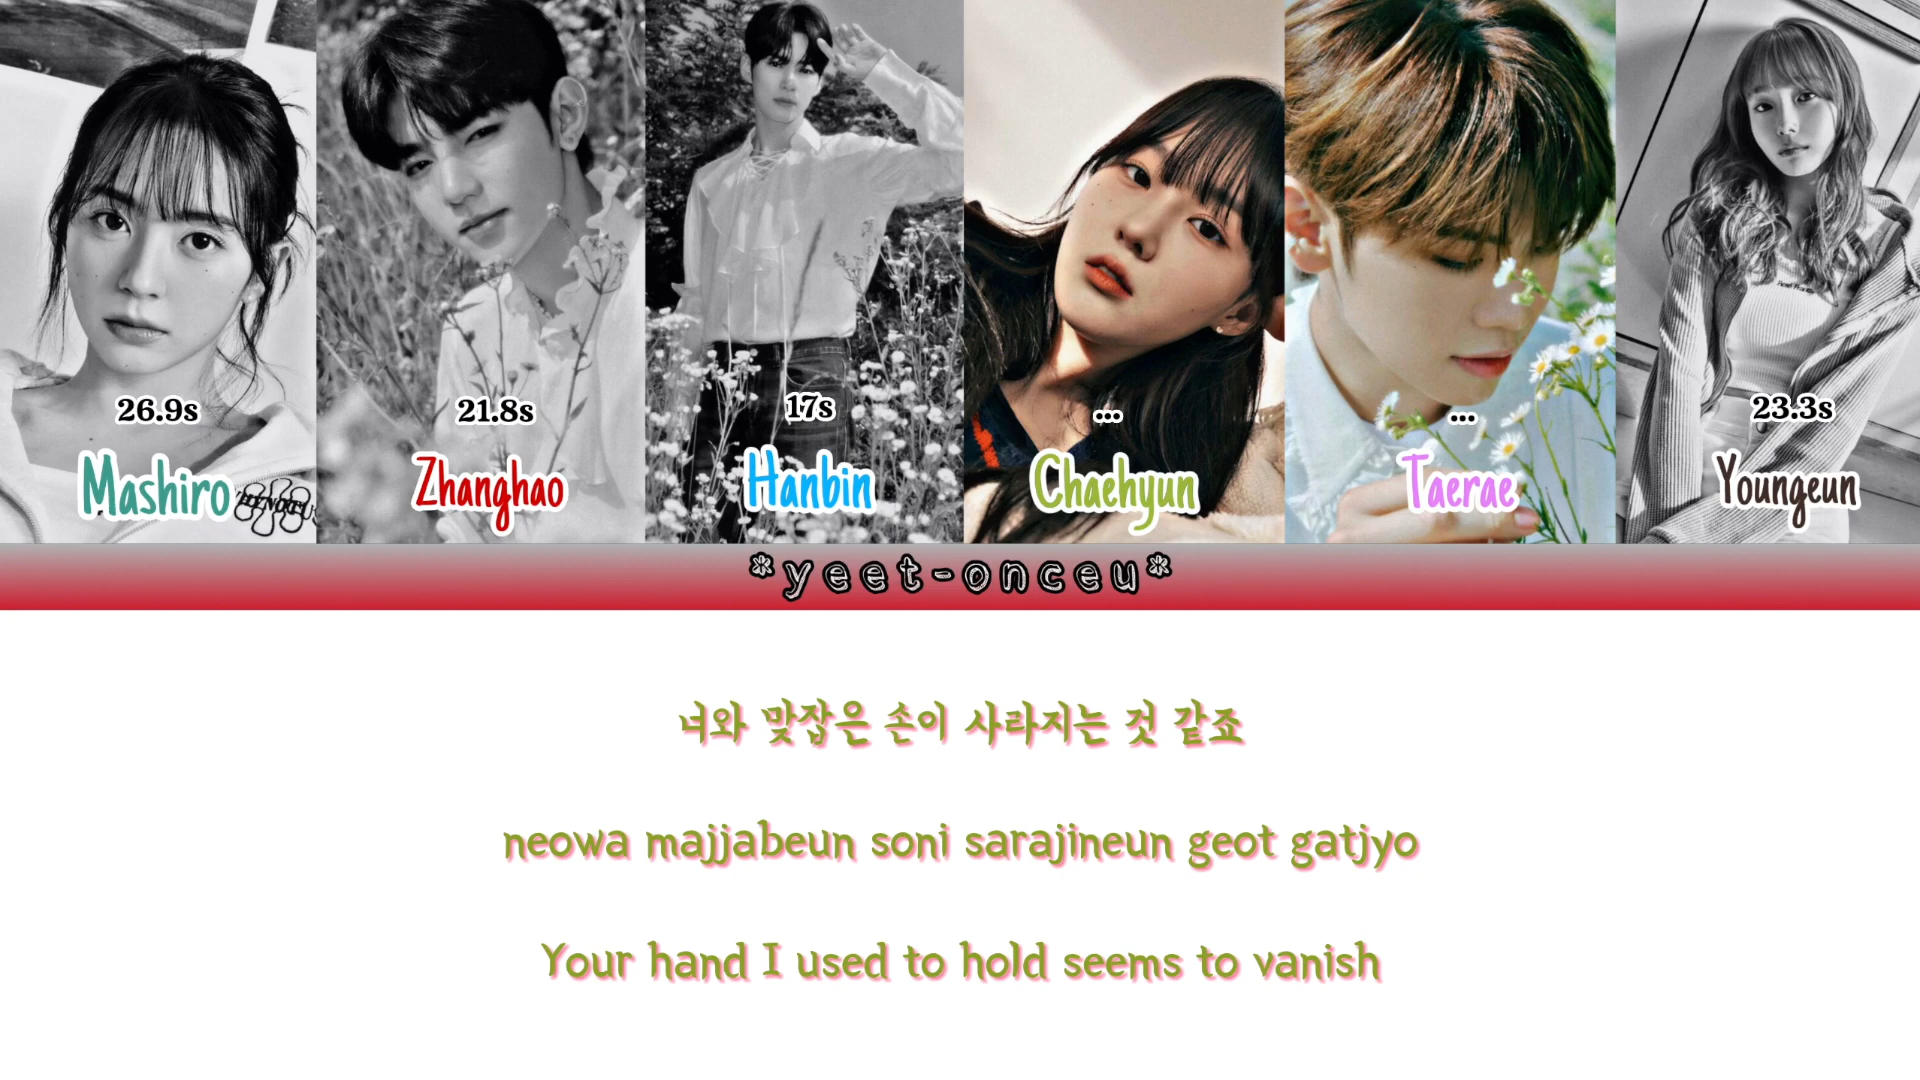 26.9s
21.8s
17s
...
...
23.3s
Mashiro
Zhanghao
Hanbin
Chaehyun
Taerae
Youngeun
*yeet-onceu*
너와 맞잡은 손이 사라지는 것 같죠
neowa majjabeun soni sarajineun geot gatjyo
Your hand I used to hold seems to vanish